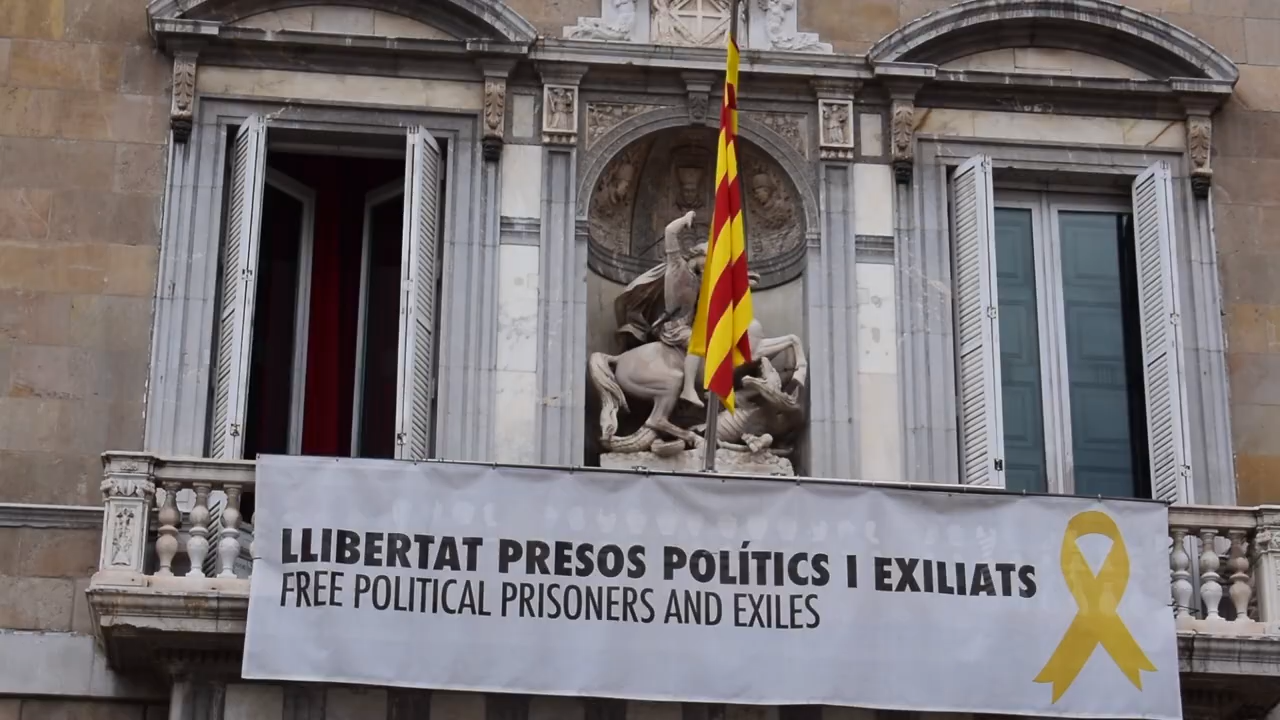 LLIBERTAT PRESOS POLÍTICS I EXILIATS
FREE POLITICAL PRISONERS AND EXILES